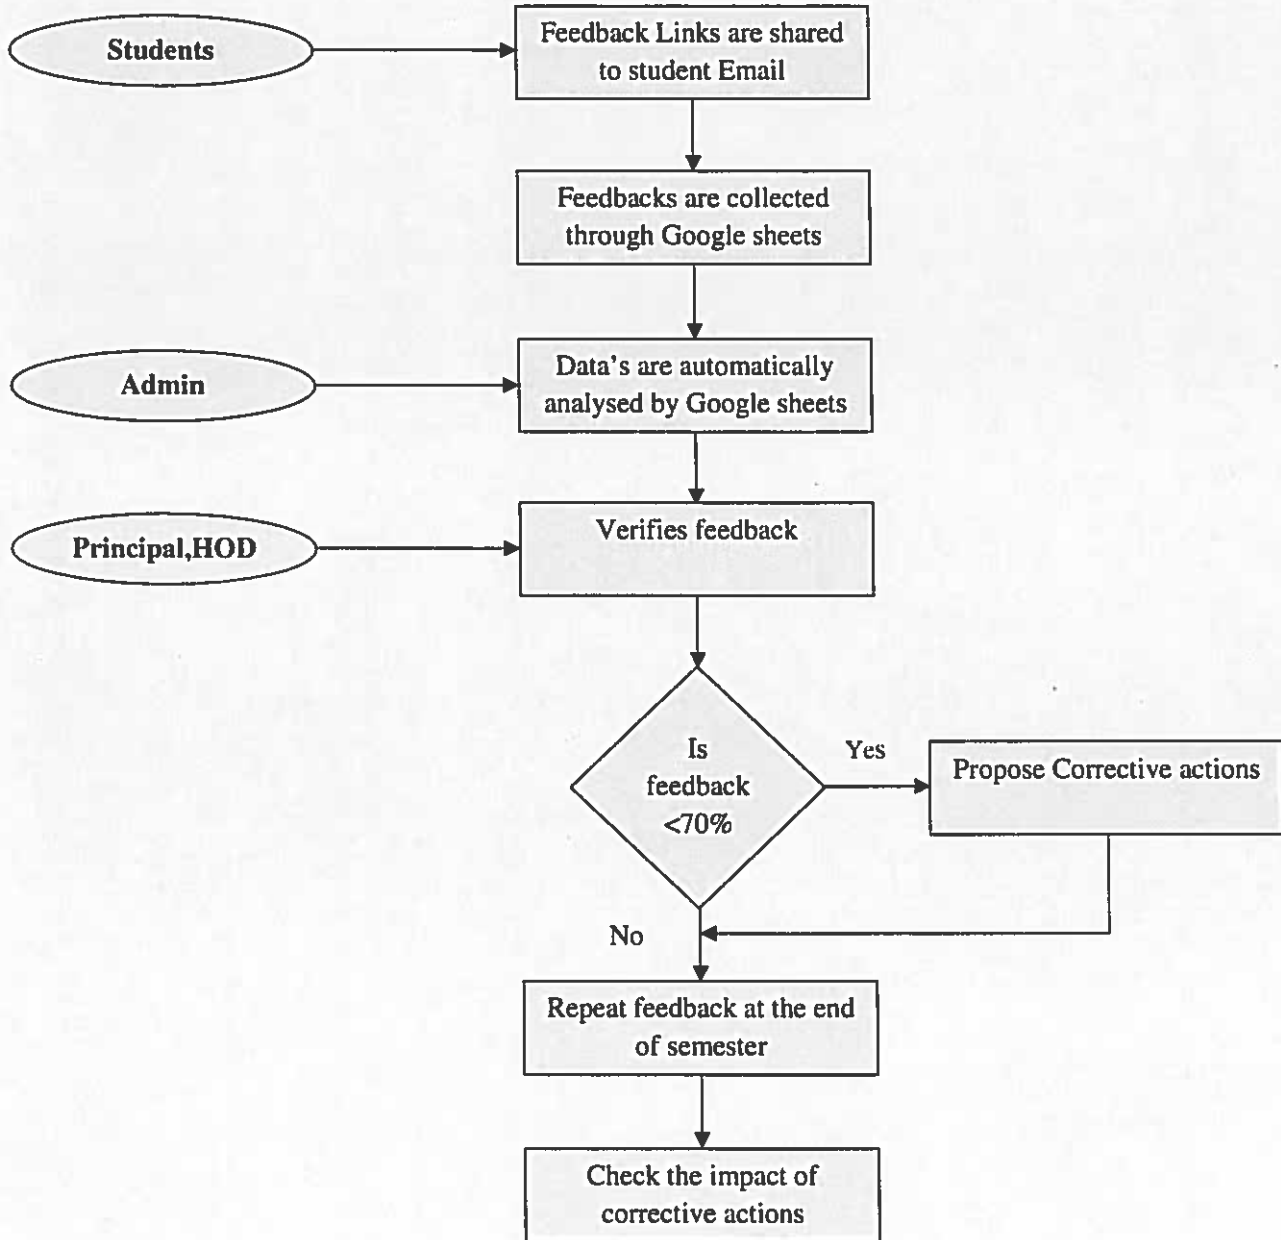 Students
Feedback Links are shared
to student Email
Feedbacks are collected
through Google sheets
Admin
Data's are automatically
analysed by Google sheets
Principal,HOD
Verifies feedback
Is
feedback
<70%
Yes
Propose Corrective actions
No
Repeat feedback at the end
of semester
Check the impact of
corrective actions